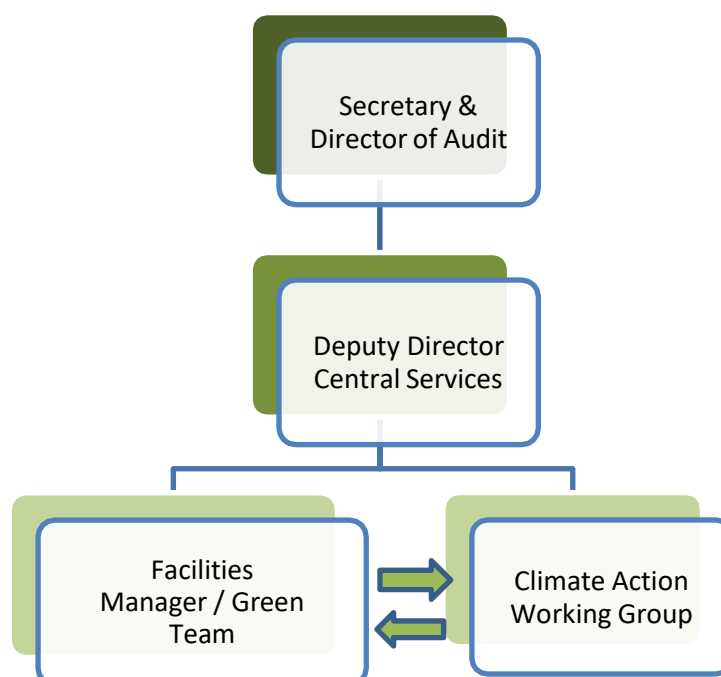 Secretary &
Director of Audit
Deputy Director
Central Services
Facilities
Manager / Green
Team
Climate Action
Working Group